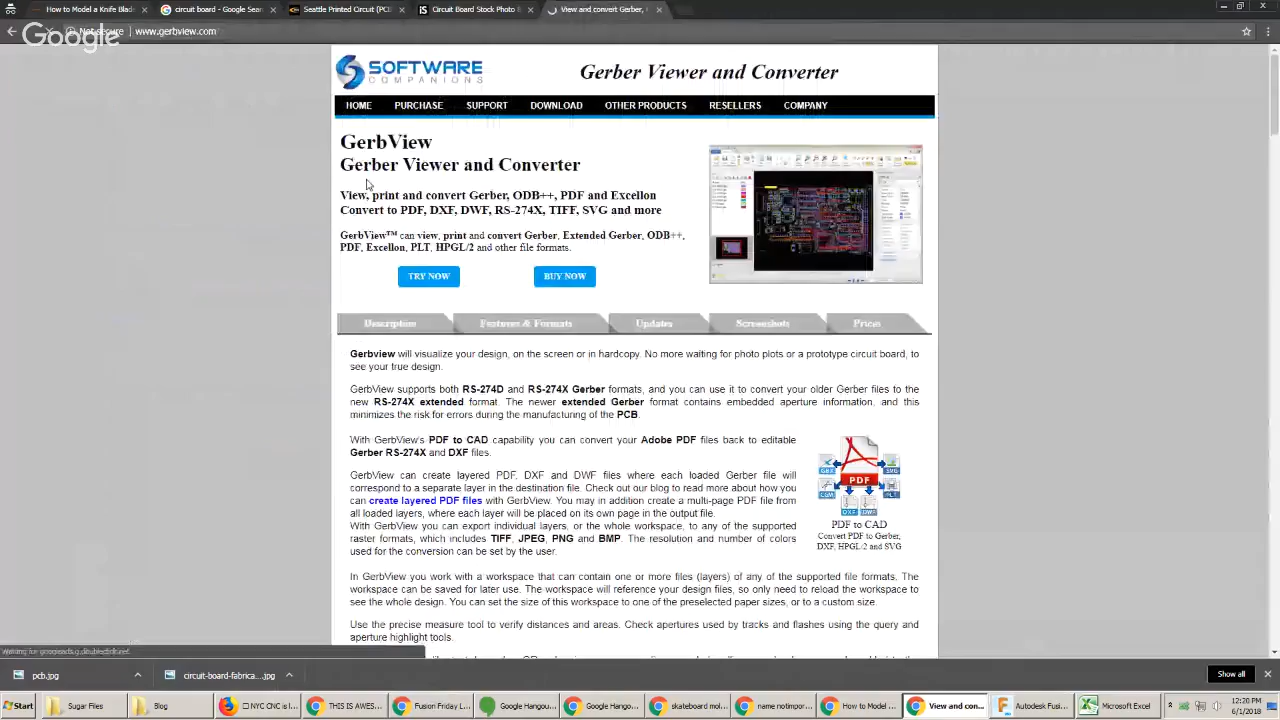 How to Model a Knife Blade
circuit board - Google Sear
Seattle Printed Circuit (PC
Circuit Board Stock Photo
View and convert Gerber,
Google
Not secure | www.gerbview.com
SOFTWARE
COMPANIONS
Gerber Viewer and Converter
HOME PURCHASE SUPPORT DOWNLOAD OTHER PRODUCTS RESELLERS COMPANY
GerbView
Gerber Viewer and Converter
View, print and convert Gerber, ODB++, PDF and Excellon
Convert to PDF, DXF, DWF, RS-274X, TIFF, SVG and more
GerbView™ can view, print and convert Gerber, Extended Gerber, ODB++,
PDF, Excellon, PLT, HPGL/2 and other file formats.
TRY NOW BUY NOW
Description Features & Formats Updates Screenshots Prices
Gerbview will visualize your design, on the screen or in hardcopy. No more waiting for photo plots or a prototype circuit board, to
see your true design.
GerbView supports both RS-274D and RS-274X Gerber formats, and you can use it to convert your older Gerber files to the
new RS-274X extended format. The newer extended Gerber format contains embedded aperture information, and this
minimizes the risk for errors during the manufacturing of the PCB.
With GerbView's PDF to CAD capability you can convert your Adobe PDF files back to editable
Gerber RS-274X and DXF files.
GerbView can create layered PDF, DXF and DWF files where each loaded Gerber file will
correspond to a separate layer in the destination file. Check out our blog to read more about how you
can create layered PDF files with GerbView. You may in addition create a multi-page PDF file from
all loaded layers, where each layer will be placed on its own page in the output file.
With GerbView you can export individual layers, or the whole workspace, to any of the supported
raster formats, which includes TIFF, JPEG, PNG and BMP. The resolution and number of colors
used for the conversion can be set by the user.
PDF
PDF to CAD
Convert PDF to Gerber,
DXF, HPGL/2 and SVG
In GerbView you work with a workspace that can contain one or more files (layers) of any of the supported file formats. The
workspace can be saved for later use. The workspace will reference your design files, so only need to reload the workspace to
see the whole design. You can set the size of this workspace to one of the preselected paper sizes, or to a custom size.
Use the precise measure tool to verify distances and areas. Check apertures used by tracks and flashes using the query and
aperture highlight tools.
pcb.jpg
circuit-board-fabrica....jpg
Show all
Start
Sugar Files
Blog
NYC CNC is
THIS IS AWES...
Fusion Friday L...
Google Hangou...
Google Hango...
skateboard mol...
name notimpor...
How to Model ...
View and con...
Autodesk Fus...
Microsoft Excel
12:20 PM
6/1/2018